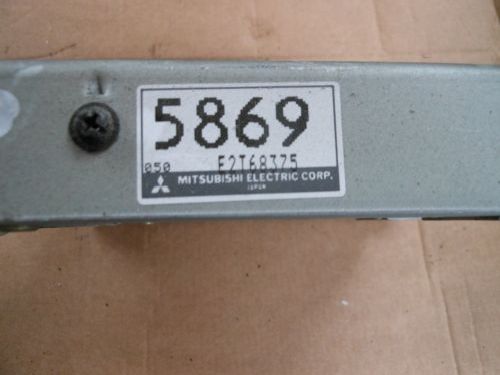 5869
050 E2T68375
MITSUBISHI ELECTRIC CORP.
JAPAN